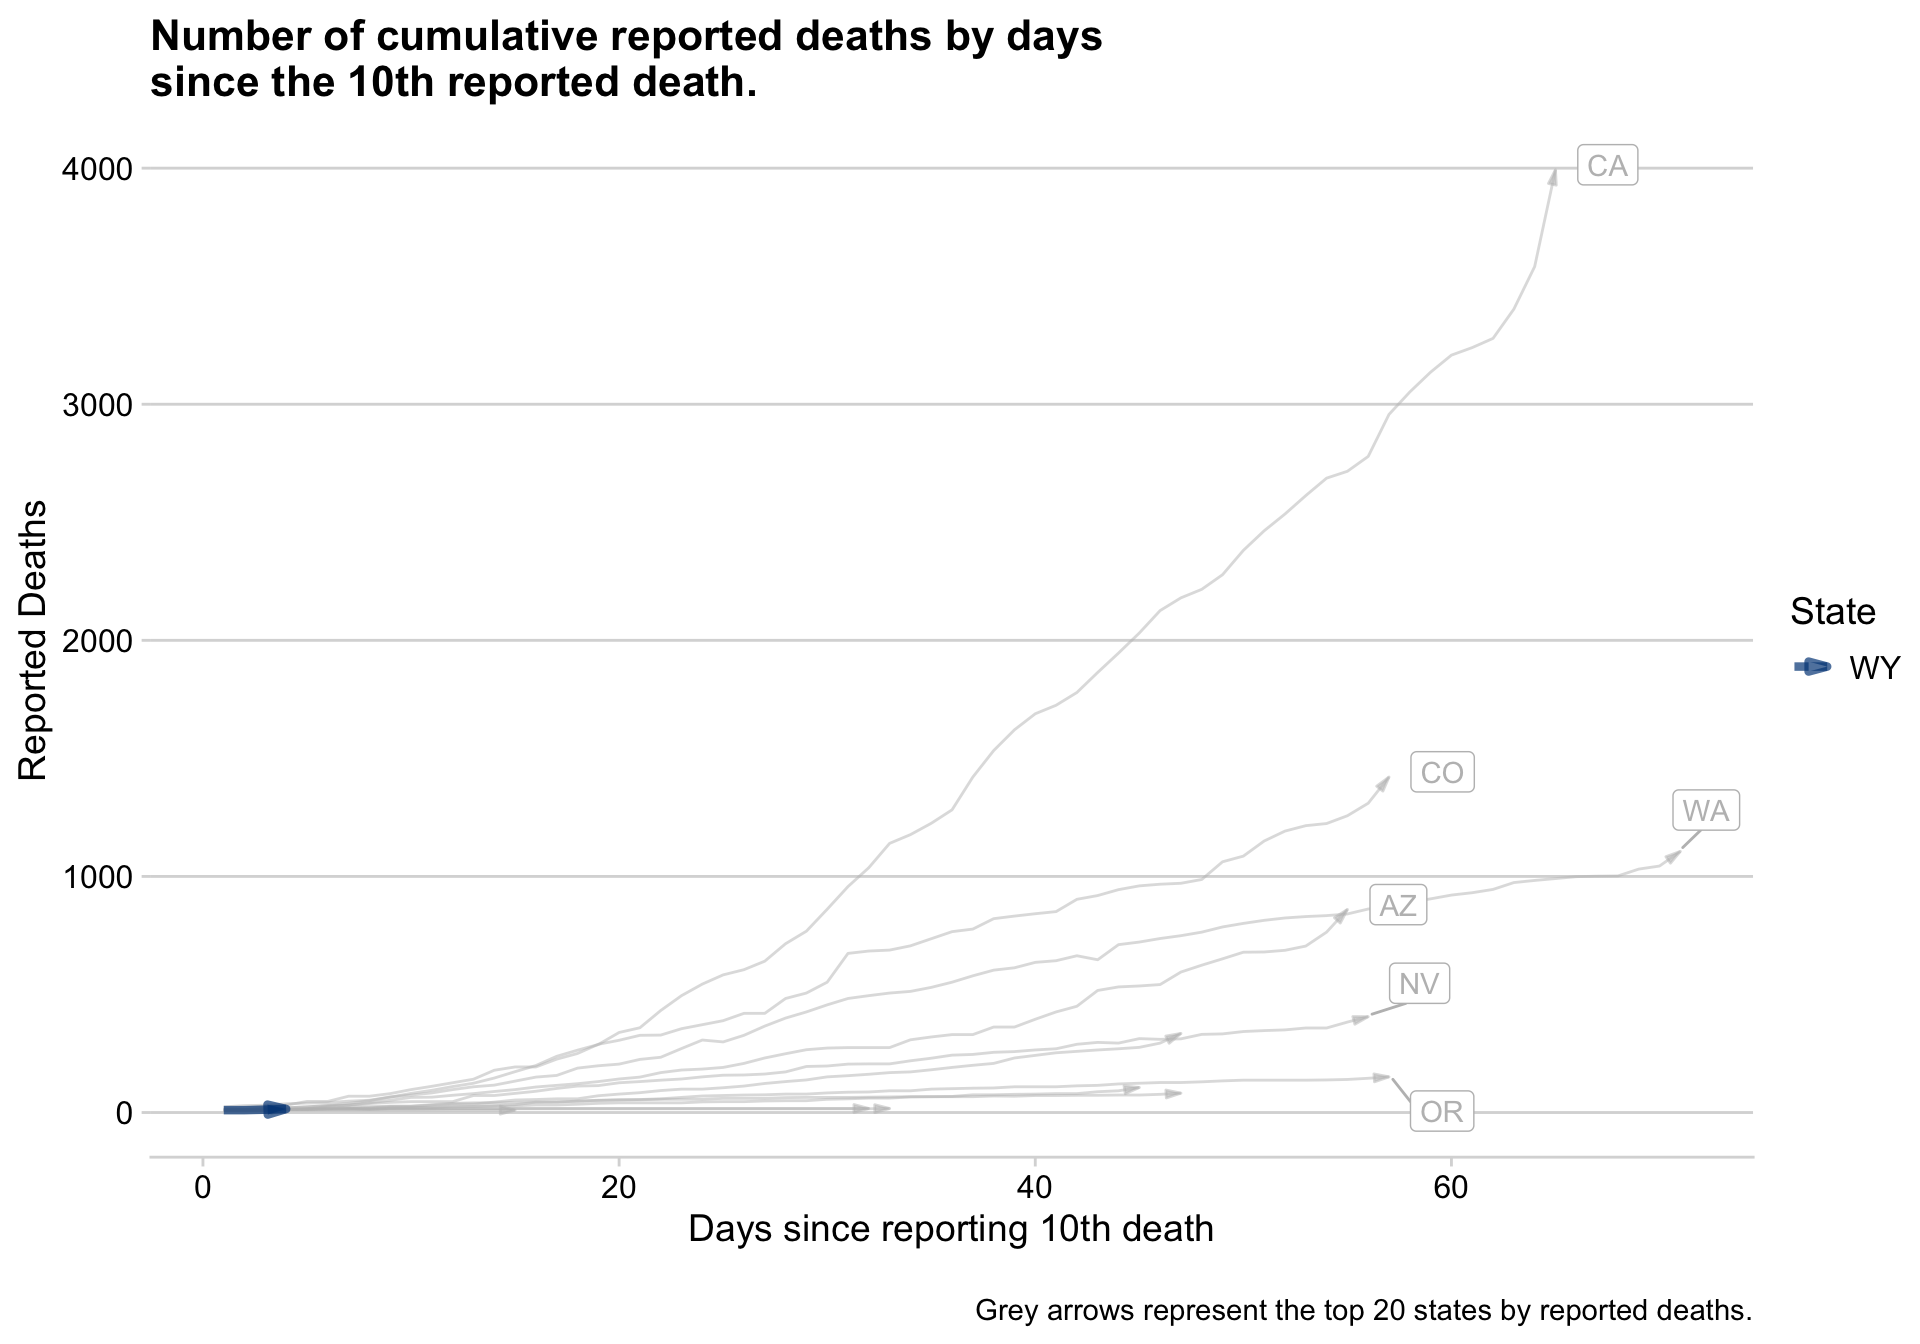 Number of cumulative reported deaths by days
since the 10th reported death.
4000
3000
2000
1000
0
Reported Deaths
CA
CO
WA
AZ
NV
OR
State
WY
0 20 40 60
Days since reporting 10th death
Grey arrows represent the top 20 states by reported deaths.